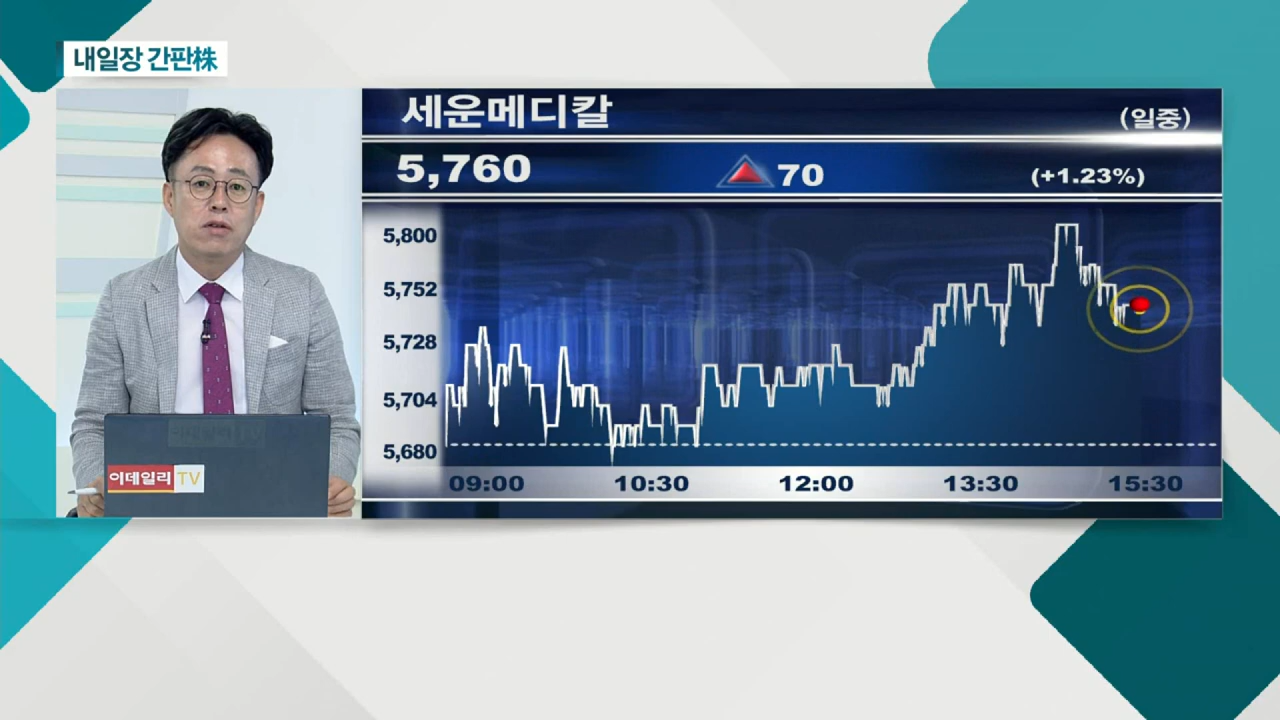 내일장 간판株
세운메디칼
(일중)
5,760 70 (+1.23%)
5,800
5,752
5,728
5,704
5,680
09:00 10:30 12:00 13:30 15:30
이데일리 TV